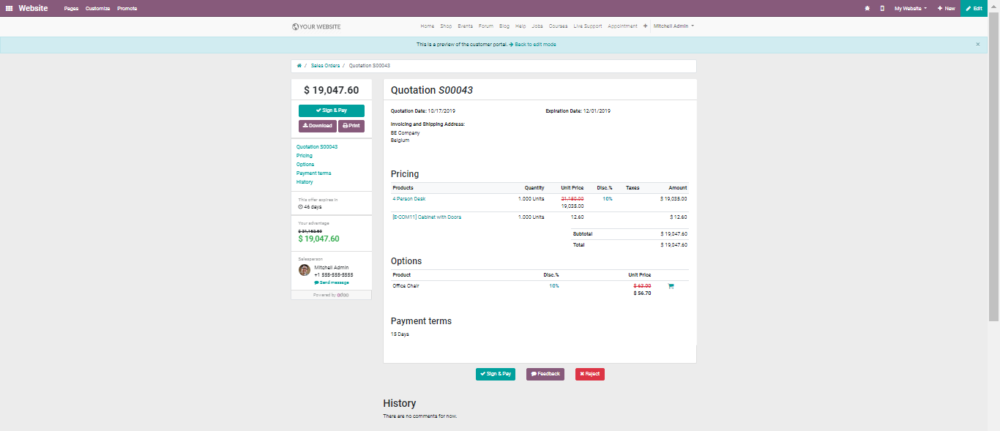 Website Pages Customize Promote My Website New Edit
YOUR WEBSITE Home Shop Events Forum Blog Help Jobs Courses Live Support Appointment + Mitchell Admin
This is a preview of the customer portal. Back to edit mode ×
/ Sales Orders / Quotation S00043
$ 19,047.60
Sign & Pay
Download Print
Quotation S00043
Pricing
Options
Payment terms
History
This offer expires in
46 days
Your advantage
$ 21,162.60
$ 19,047.60
Salesperson
Mitchell Admin
+1 555-555-5555
Send message
Powered by odoo
Quotation S00043
Quotation Date: 10/17/2019 Expiration Date: 12/01/2019
Invoicing and Shipping Address:
BE Company
Belgium
Pricing
Products Quantity Unit Price Disc.% Taxes Amount
4 Person Desk 1.000 Units 21,150.00 10% $ 19,035.00
19,035.00
[E-COM11] Cabinet with Doors 1.000 Units 12.60 $ 12.60
Subtotal $ 19,047.60
Total $ 19,047.60
Options
Product Disc.% Unit Price
Office Chair 10% $ 63.00
$ 56.70
Payment terms
15 Days
Sign & Pay Feedback Reject
History
There are no comments for now.